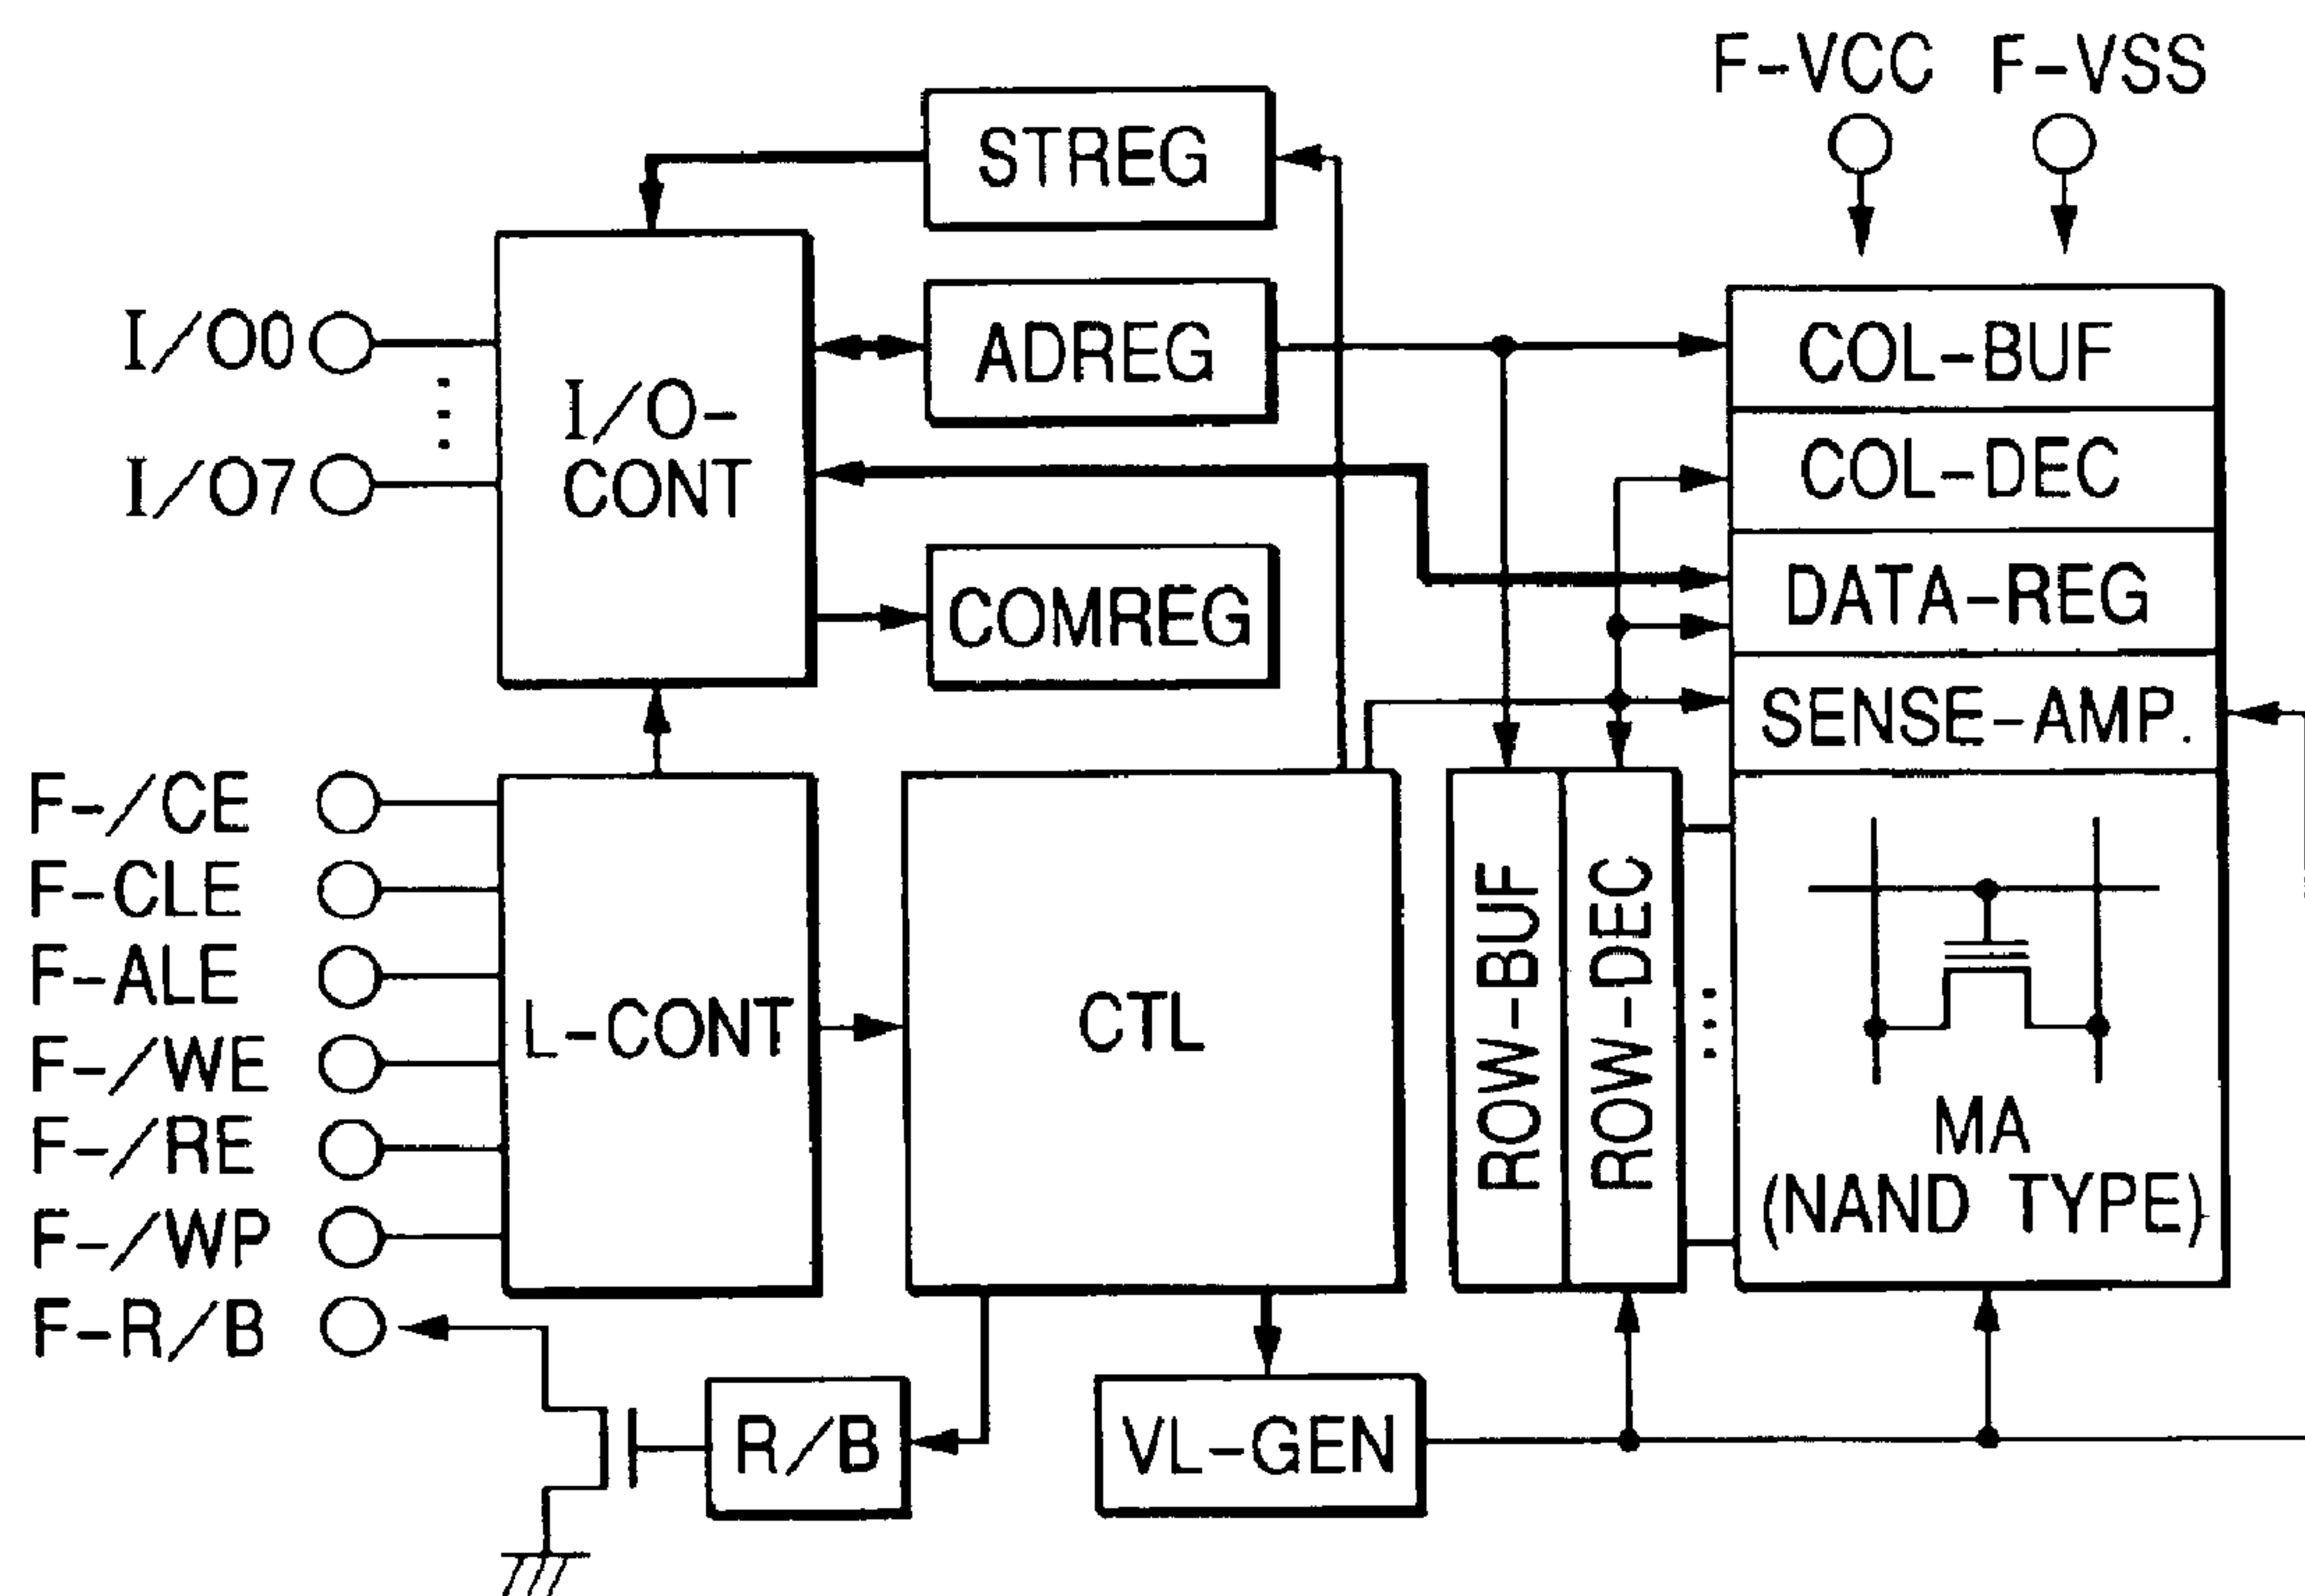 F-VCC F-VSS
STREG
I/O0
ADREG
COL-BUF
I/O-
CONT
COL-DEC
I/O7
COMREG
DATA-REG
SENSE-AMP.
F-/CE
F-CLE
F-ALE
F-/WE
F-/RE
F-/WP
F-R/B
L-CONT
CTL
ROW-BUF
ROW-DEC
MA
(NAND TYPE)
R/B
VL-GEN